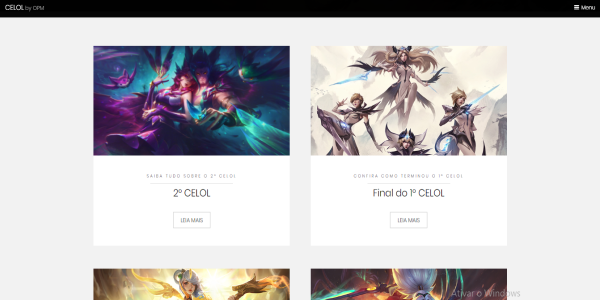 CELOL by OPM
Menu
SAIBA TUDO SOBRE O 2º CELOL
2º CELOL
LEIA MAIS
CONFIRA COMO TERMINOU O 1º CELOL
Final do 1º CELOL
LEIA MAIS
Ativar o Windows